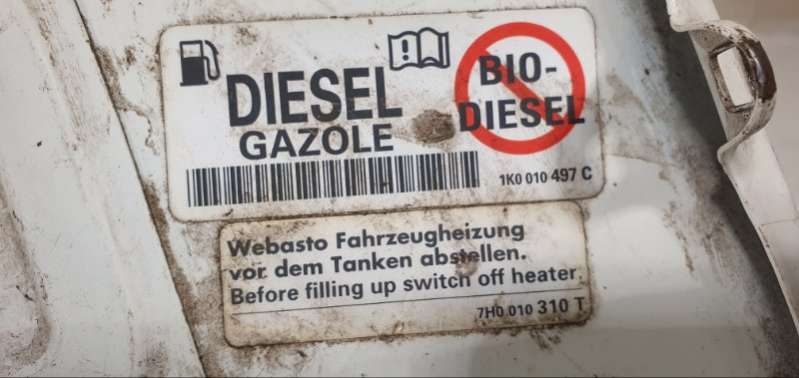 DIESEL
GAZOLE
BIO-
DIESEL
1K0 010 497 C
Webasto Fahrzeugheizung
vor dem Tanken abstellen.
Before filling up switch off heater.
7H0 010 310 T